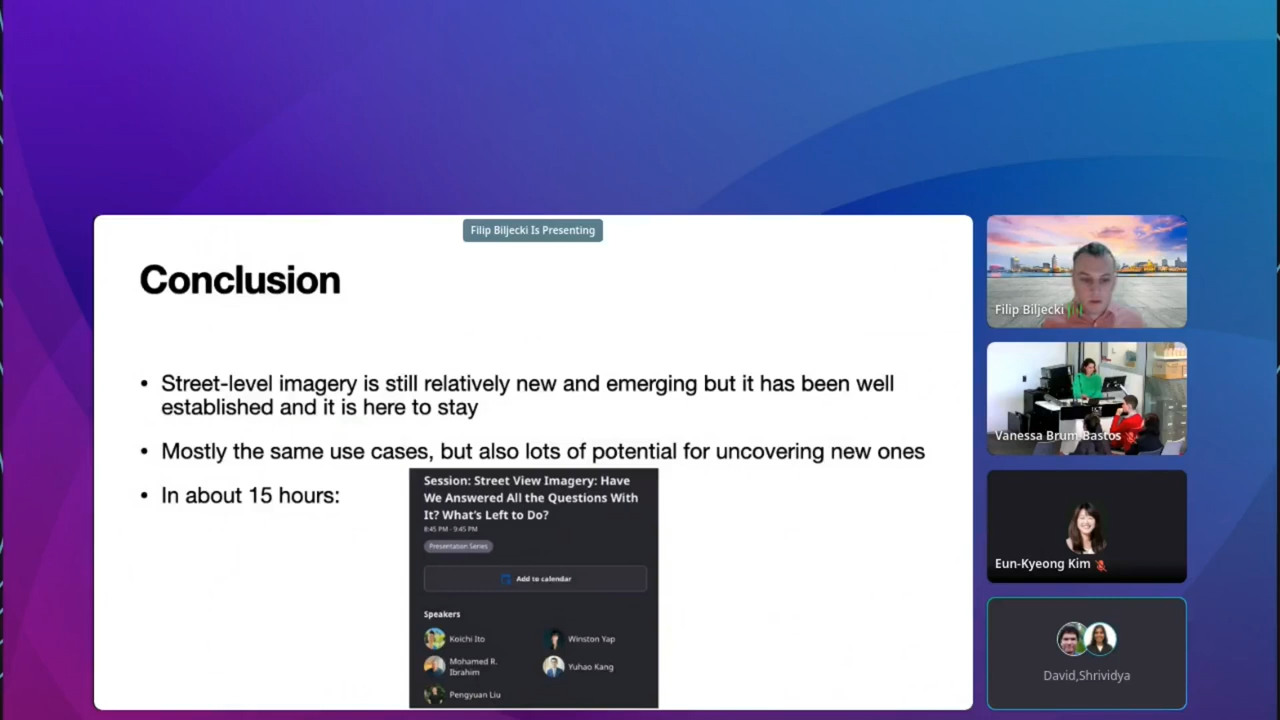 Filip Biljecki Is Presenting
Conclusion
• Street-level imagery is still relatively new and emerging but it has been well
established and it is here to stay
• Mostly the same use cases, but also lots of potential for uncovering new ones
• In about 15 hours:
Session: Street View Imagery: Have
We Answered All the Questions With
It? What's Left to Do?
8:45 PM - 9:45 PM
Presentation Series
Add to calendar
Speakers
Koichi Ito
Winston Yap
Mohamed R.
Ibrahim
Yuhao Kang
Pengyuan Liu
Filip Biljecki
Vanessa Brum-Bastos
Eun-Kyeong Kim
David,Shrividya